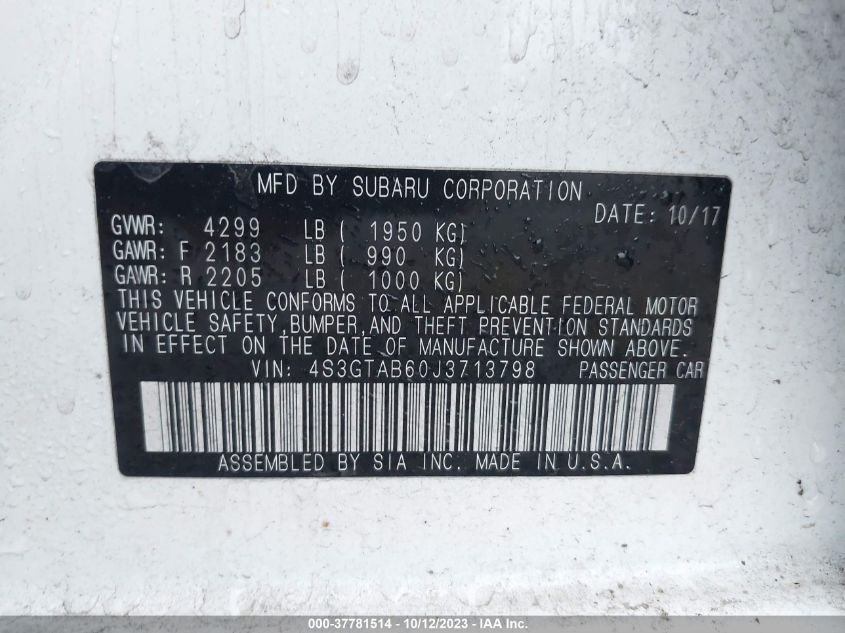 MFD BY SUBARU CORPORATION
DATE: 10/17
GVWR: 4299 LB ( 1950 KG)
GAWR: F 2183 LB ( 990 KG)
GAWR: R 2205 LB ( 1000 KG)
THIS VEHICLE CONFORMS TO ALL APPLICABLE FEDERAL MOTOR
VEHICLE SAFETY, BUMPER, AND THEFT PREVENTION STANDARDS
IN EFFECT ON THE DATE OF MANUFACTURE SHOWN ABOVE.
VIN: 4S3GTAB60J3713798 PASSENGER CAR
ASSEMBLED BY SIA INC. MADE IN U.S.A.
000-37781514 - 10/12/2023 - IAA Inc.